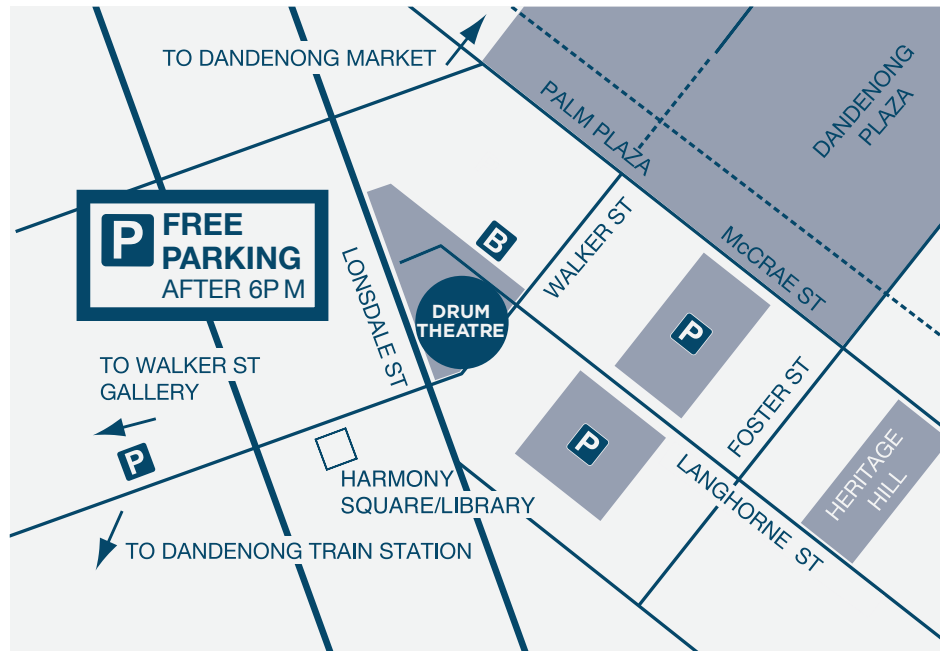 TO DANDENONG MARKET
PALM PLAZA
DANDENONG
PLAZA
P
FREE
PARKING
AFTER 6PM
B
WALKER ST
McCRAE ST
LONSDALE ST
DRUM
THEATRE
P
TO WALKER ST
GALLERY
P
P
FOSTER ST
HARMONY
SQUARE/LIBRARY
LANGHORNE ST
HERITAGE
HILL
TO DANDENONG TRAIN STATION